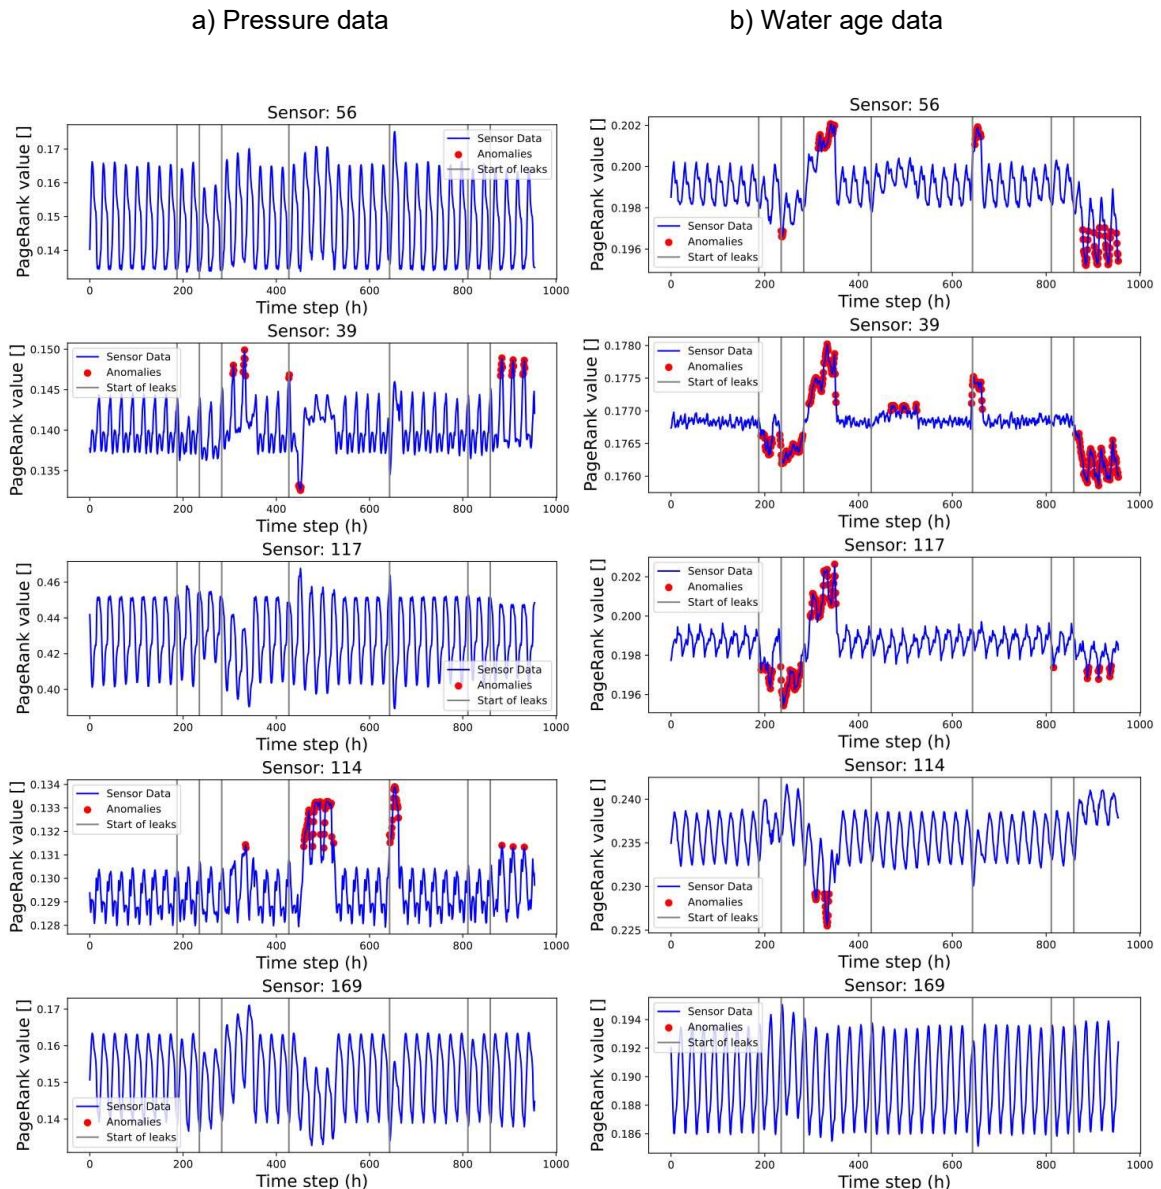 a) Pressure data
b) Water age data
Sensor: 56
PageRank value []
0.17
0.16
0.15
0.14
Sensor Data
Anomalies
Start of leaks
0 200 400 600 800 1000
Time step (h)
Sensor: 56
PageRank value []
0.202
0.200
0.198
0.196
Sensor Data
Anomalies
Start of leaks
0 200 400 600 800 1000
Time step (h)
Sensor: 39
PageRank value []
0.150
0.145
0.140
0.135
Sensor Data
Anomalies
Start of leaks
0 200 400 600 800 1000
Time step (h)
Sensor: 39
PageRank value []
0.1780
0.1775
0.1770
0.1765
0.1760
Sensor Data
Anomalies
Start of leaks
0 200 400 600 800 1000
Time step (h)
Sensor: 117
PageRank value []
0.46
0.44
0.42
0.40
Sensor Data
Anomalies
Start of leaks
0 200 400 600 800 1000
Time step (h)
Sensor: 117
PageRank value []
0.202
0.200
0.198
0.196
Sensor Data
Anomalies
Start of leaks
0 200 400 600 800 1000
Time step (h)
Sensor: 114
PageRank value []
0.134
0.133
0.132
0.131
0.130
0.129
0.128
Sensor Data
Anomalies
Start of leaks
0 200 400 600 800 1000
Time step (h)
Sensor: 114
PageRank value []
0.240
0.235
0.230
0.225
Sensor Data
Anomalies
Start of leaks
0 200 400 600 800 1000
Time step (h)
Sensor: 169
PageRank value []
0.17
0.16
0.15
0.14
Sensor Data
Anomalies
Start of leaks
0 200 400 600 800 1000
Time step (h)
Sensor: 169
PageRank value []
0.194
0.192
0.190
0.188
0.186
Sensor Data
Anomalies
Start of leaks
0 200 400 600 800 1000
Time step (h)